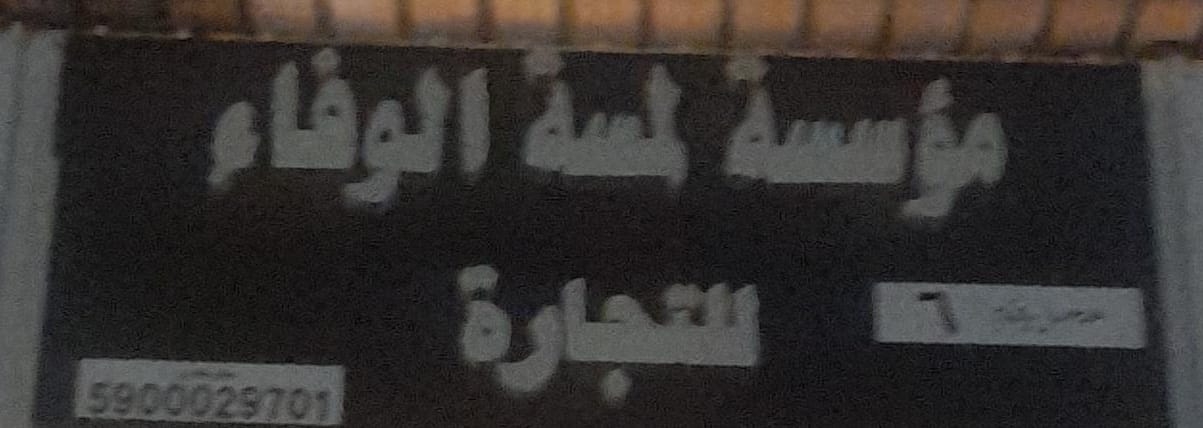 مؤسسة لمسة الوفاء
للتجارة
٦
5900029701